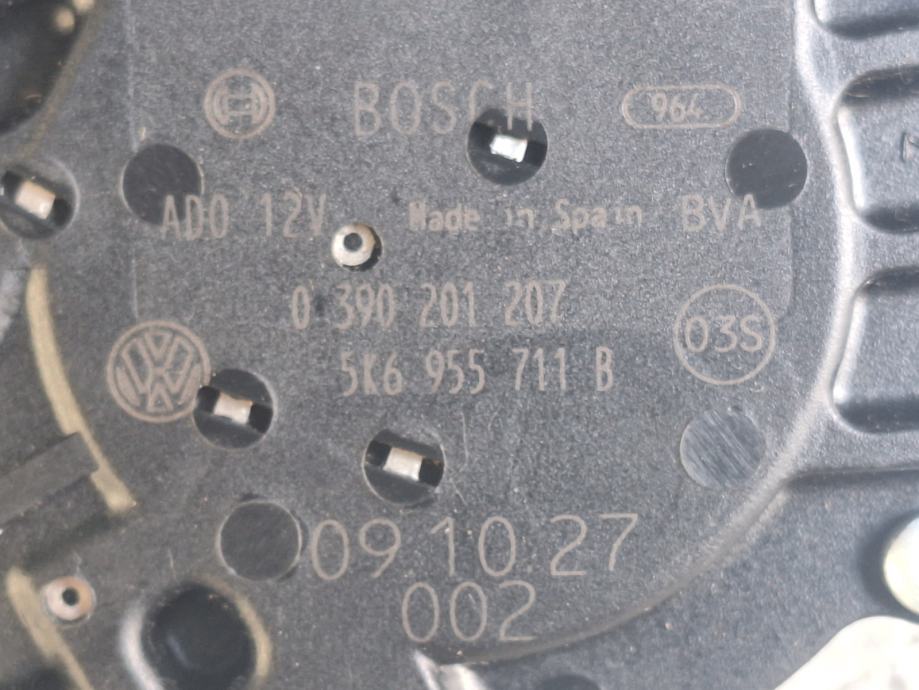 BOSCH 964
AD0 12V Made in Spain BVA
0 390 201 207
03S
5K6 955 711 B
09 10 27
002